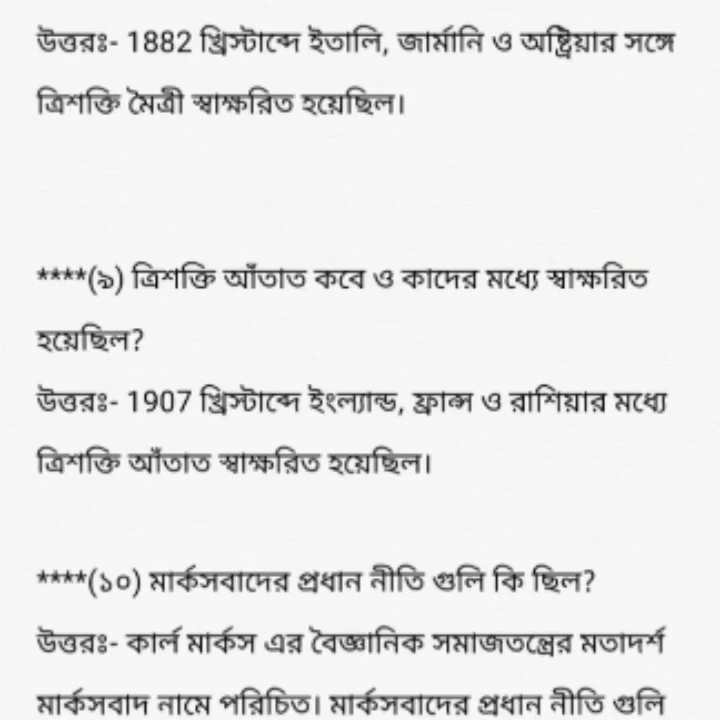 উত্তরঃ- 1882 খ্রিস্টাব্দে ইতালি, জার্মানি ও অষ্ট্রিয়ার সঙ্গে
ত্রিশক্তি মৈত্রী স্বাক্ষরিত হয়েছিল।
****(৯) ত্রিশক্তি আঁতাত কবে ও কাদের মধ্যে স্বাক্ষরিত
হয়েছিল?
উত্তরঃ- 1907 খ্রিস্টাব্দে ইংল্যান্ড, ফ্রান্স ও রাশিয়ার মধ্যে
ত্রিশক্তি আঁতাত স্বাক্ষরিত হয়েছিল।
****(১০) মার্কসবাদের প্রধান নীতি গুলি কি ছিল?
উত্তরঃ- কার্ল মার্কস এর বৈজ্ঞানিক সমাজতন্ত্রের মতাদর্শ
মার্কসবাদ নামে পরিচিত। মার্কসবাদের প্রধান নীতি গুলি